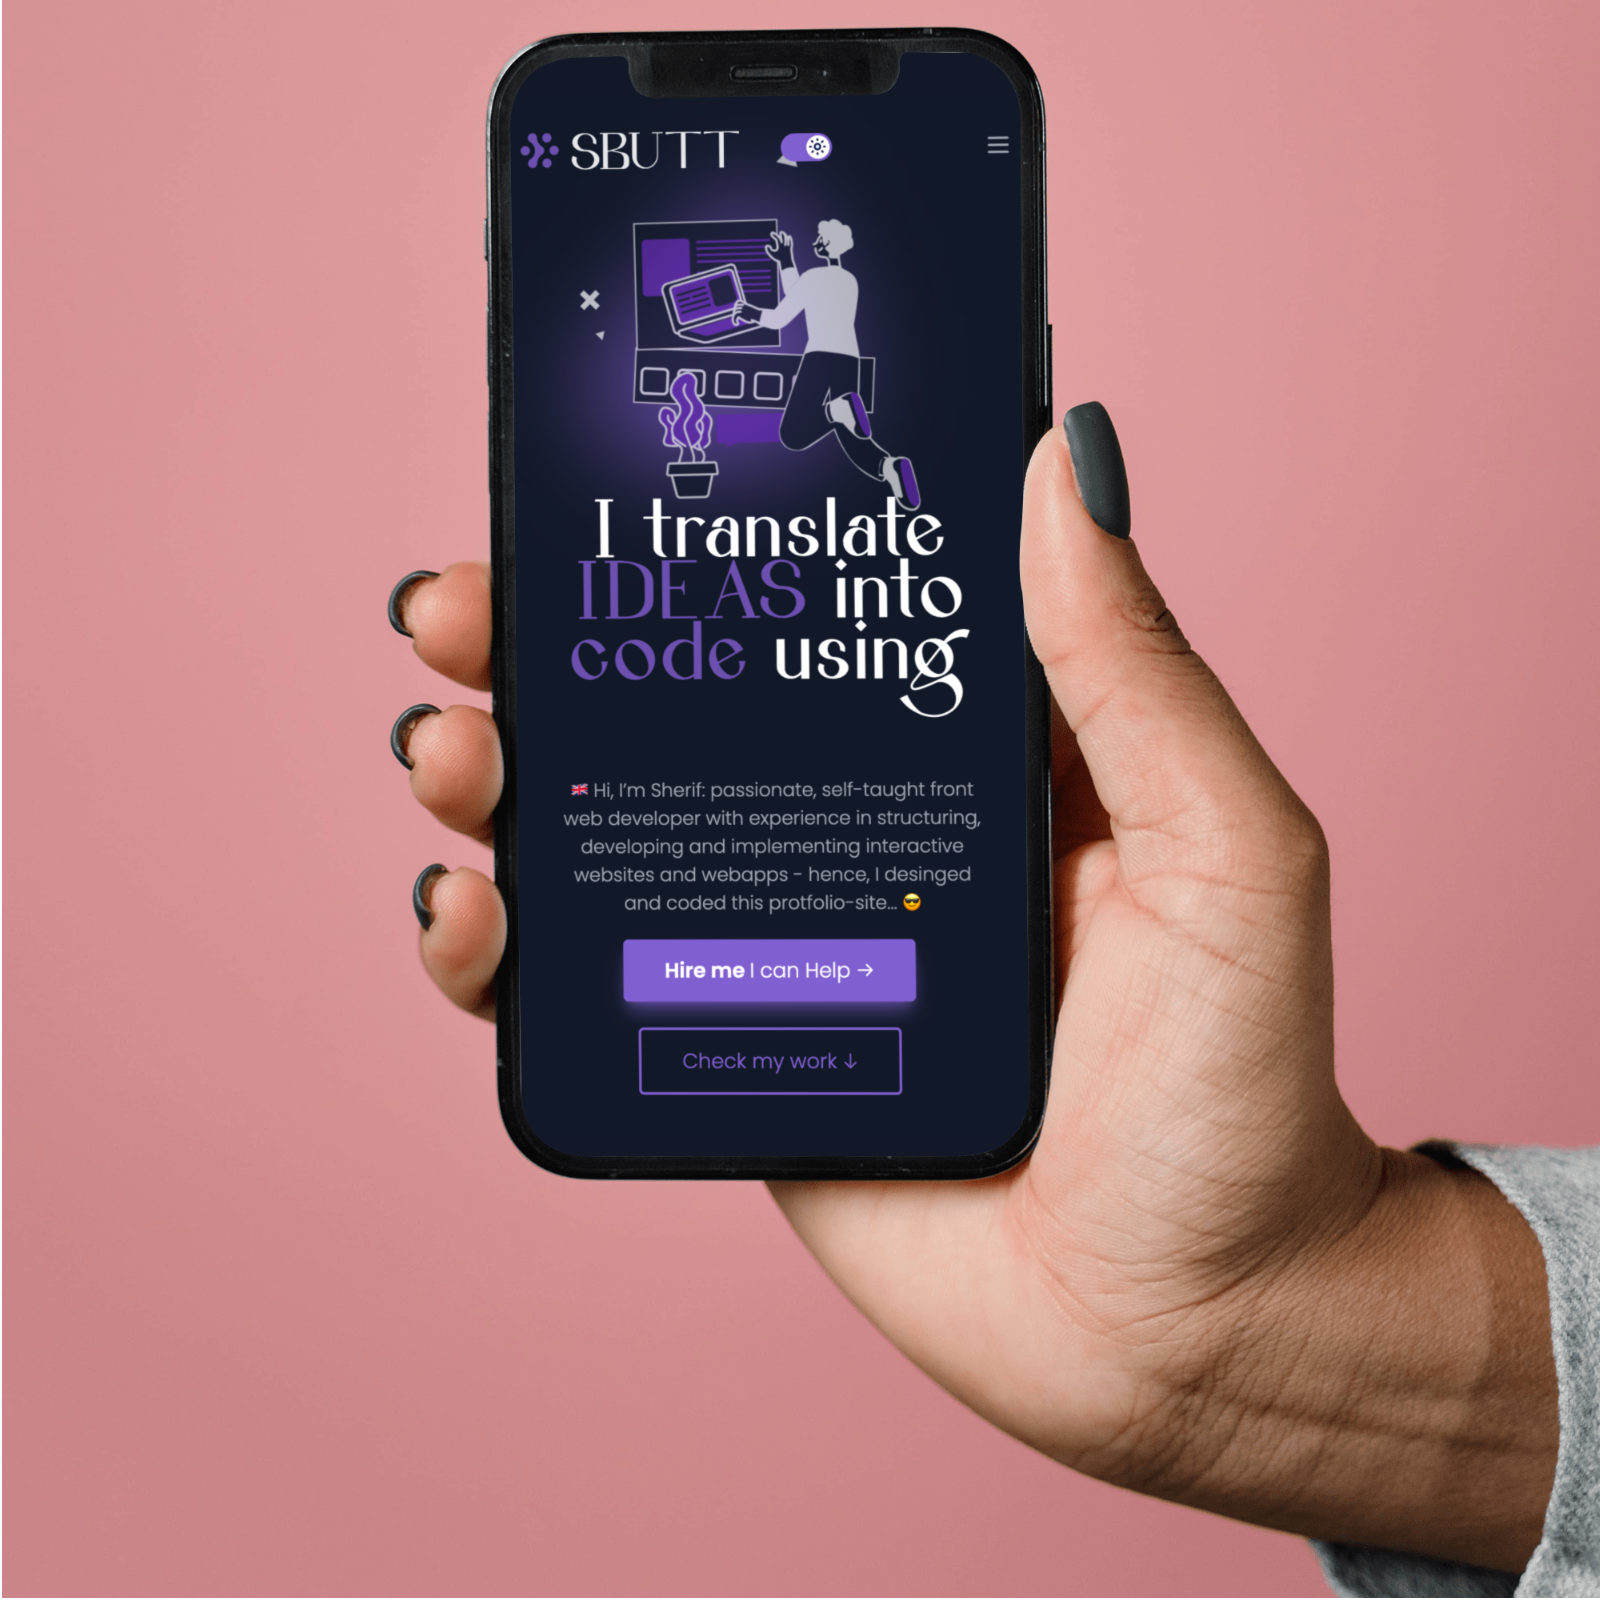 SBUTT
I translate
IDEAS into
code using
🇬🇧 Hi, I’m Sherif: passionate, self-taught front
web developer with experience in structuring,
developing and implementing interactive
websites and webapps - hence, I desinged
and coded this protfolio-site... 😎
Hire me I can Help →
Check my work ↓